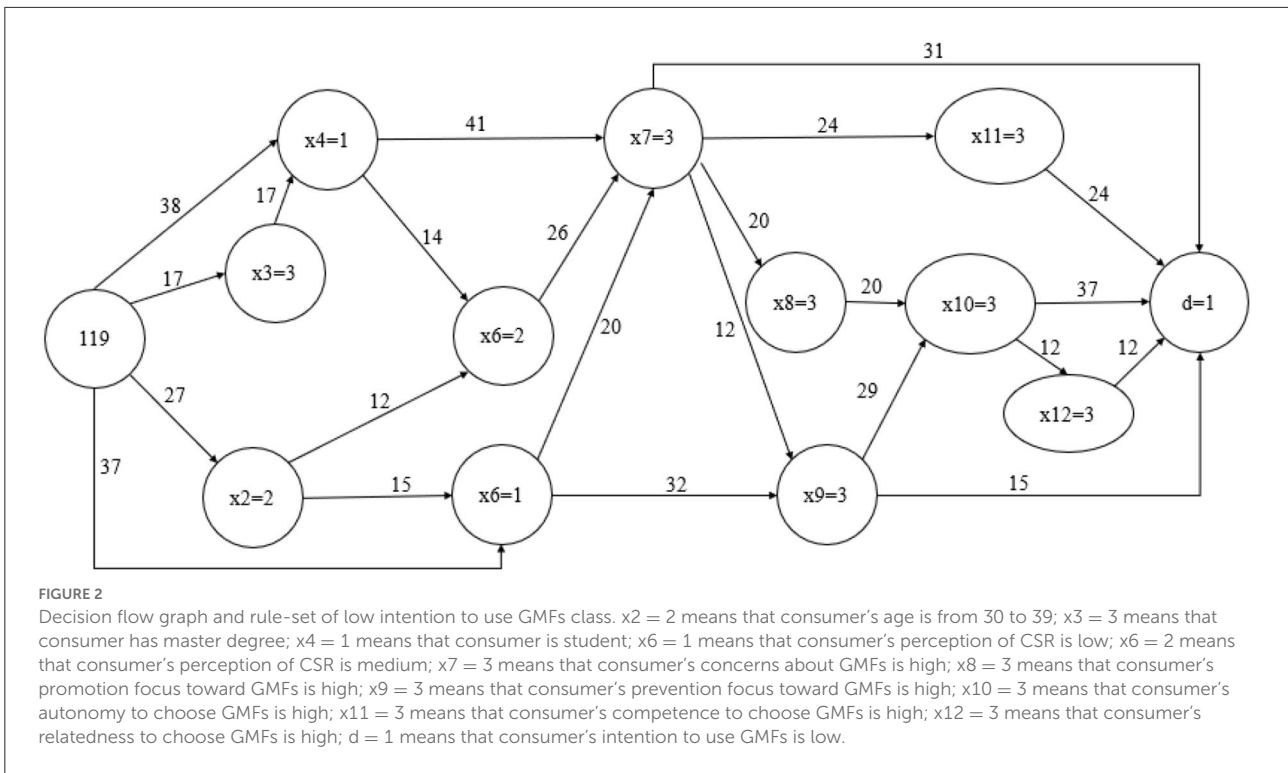 31
x4=1
41
x7=3
24
x11=3
38
17
24
14
26
20
17
x3=3
x8=3
20
x10=3
37
d=1
119
x6=2
20
12
12
12
27
12
29
x12=3
37
x2=2
15
x6=1
32
x9=3
15
FIGURE 2
Decision flow graph and rule-set of low intention to use GMFs class. x2 = 2 means that consumer’s age is from 30 to 39; x3 = 3 means that
consumer has master degree; x4 = 1 means that consumer is student; x6 = 1 means that consumer’s perception of CSR is low; x6 = 2 means
that consumer’s perception of CSR is medium; x7 = 3 means that consumer’s concerns about GMFs is high; x8 = 3 means that consumer’s
promotion focus toward GMFs is high; x9 = 3 means that consumer’s prevention focus toward GMFs is high; x10 = 3 means that consumer’s
autonomy to choose GMFs is high; x11 = 3 means that consumer’s competence to choose GMFs is high; x12 = 3 means that consumer’s
relatedness to choose GMFs is high; d = 1 means that consumer’s intention to use GMFs is low.